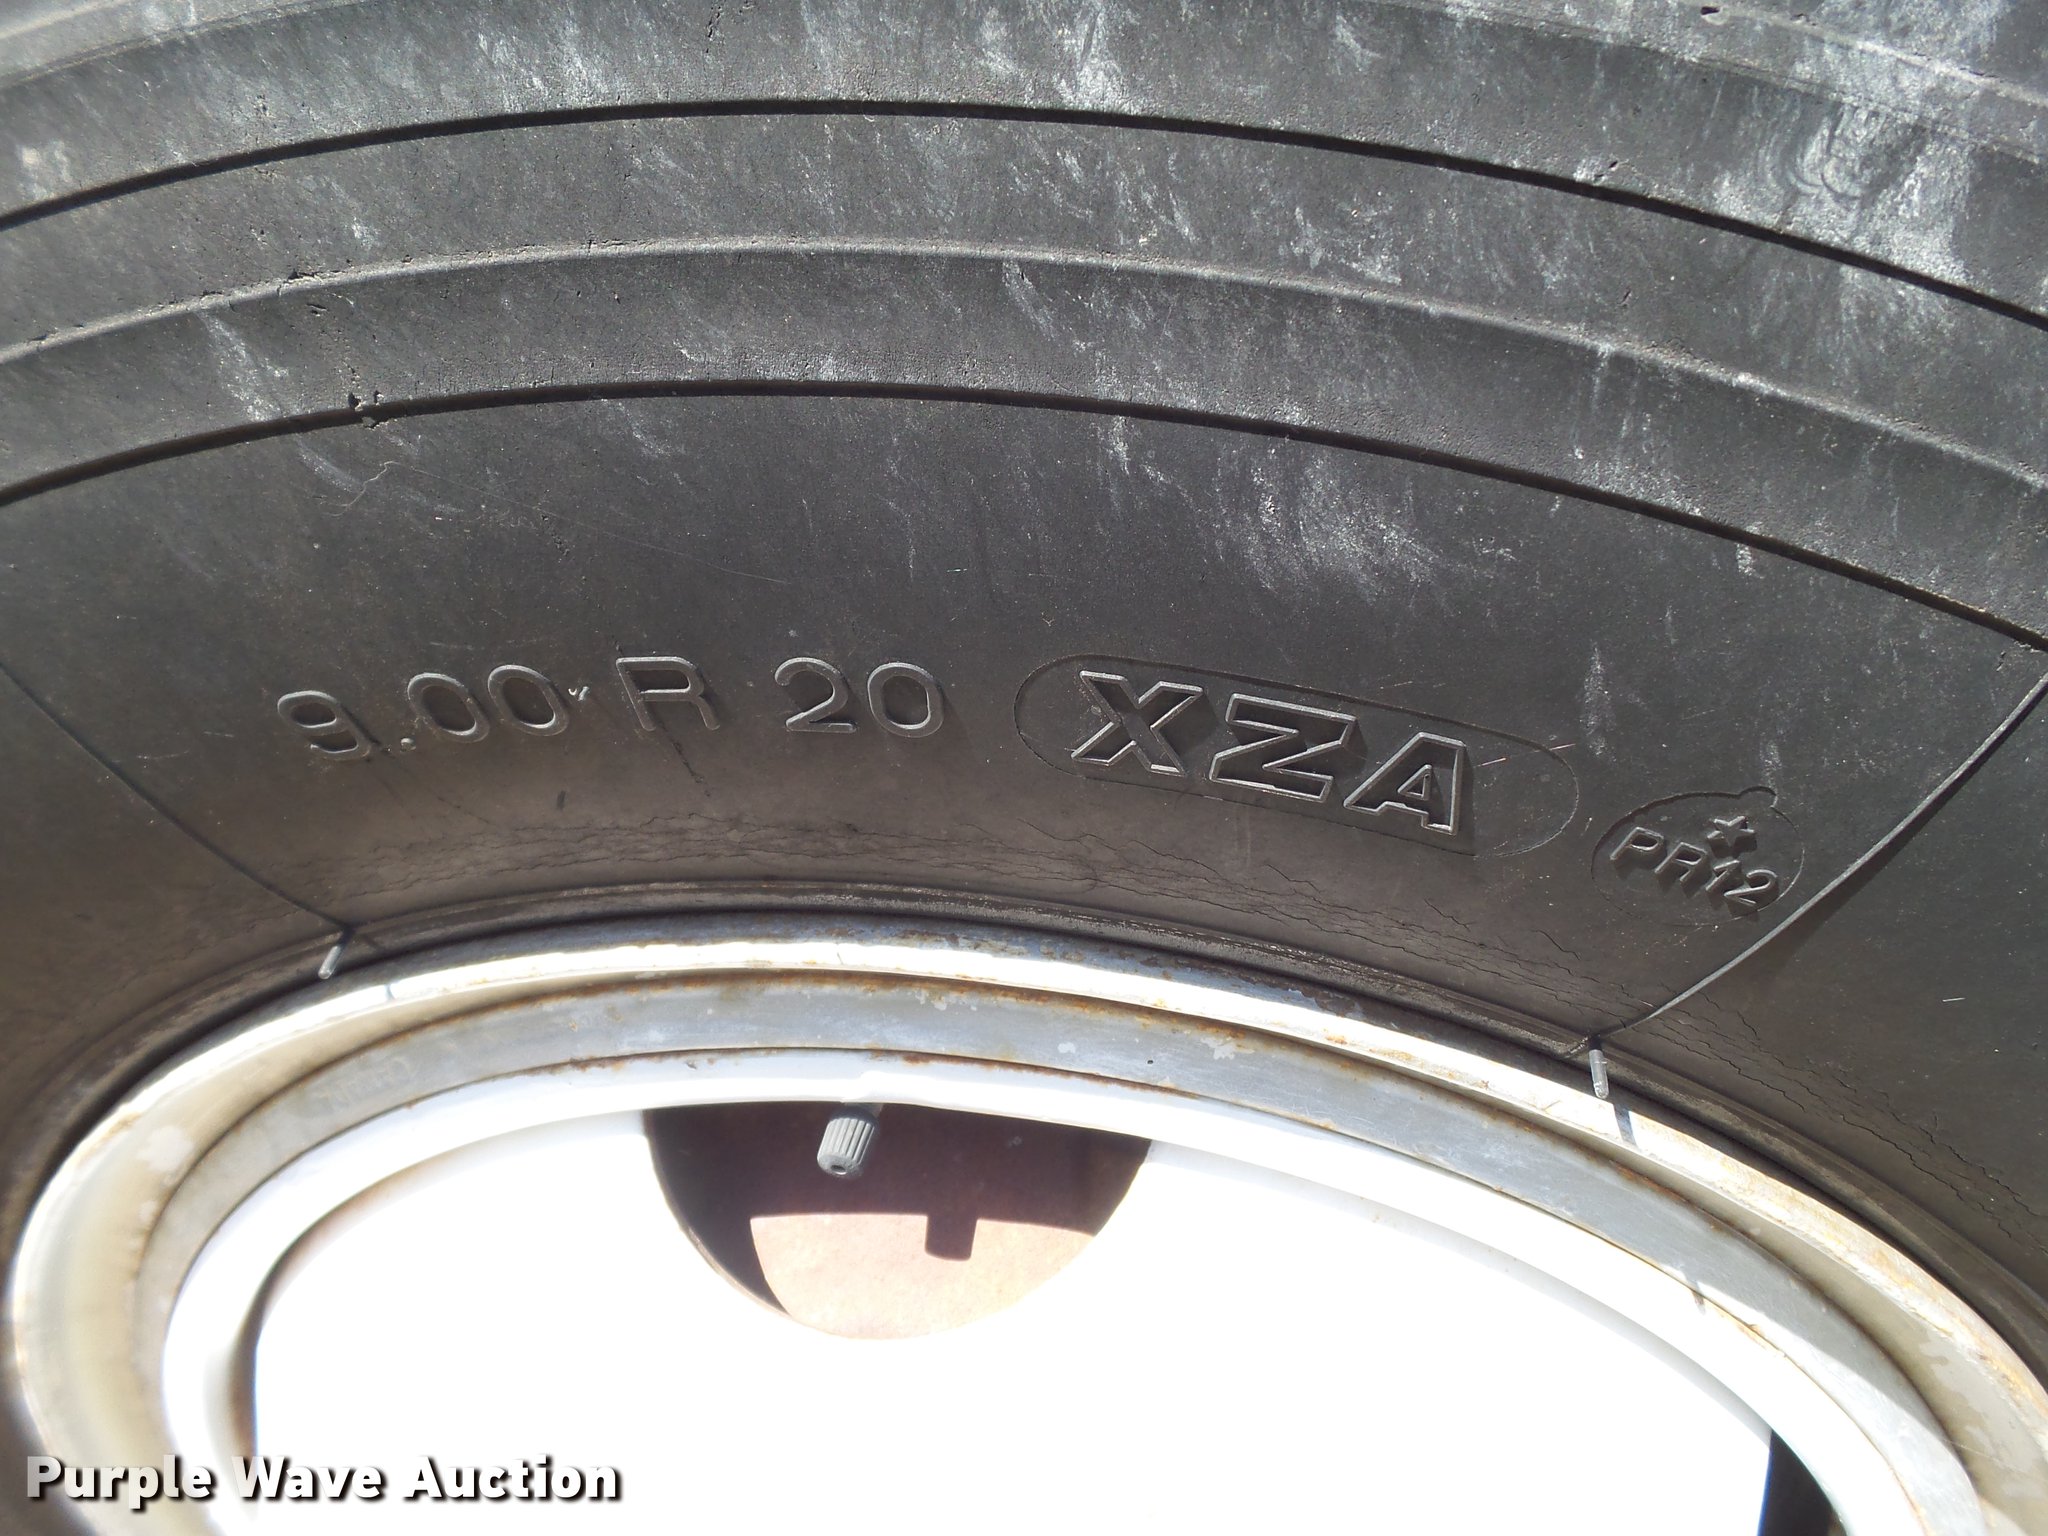 9.00 R 20 XZA
PR12
Purple Wave Auction